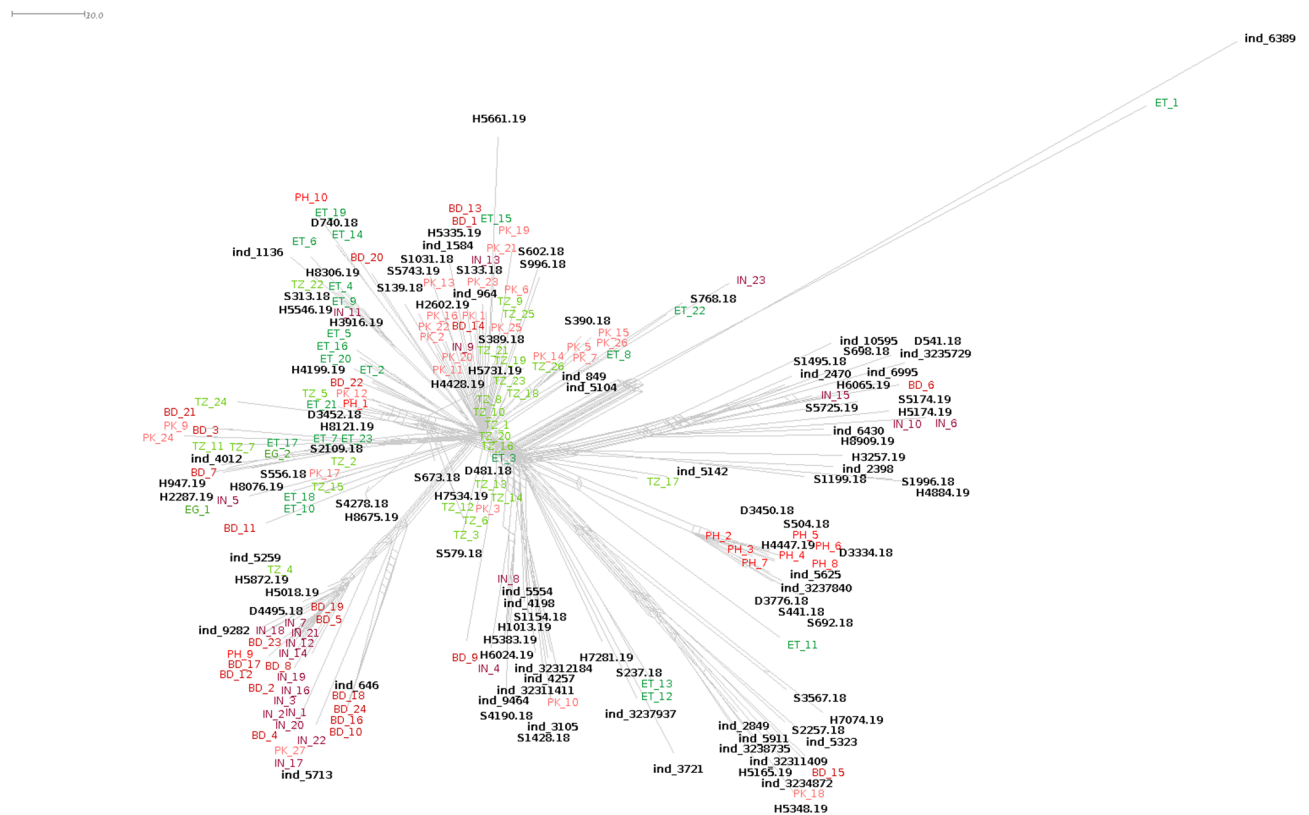 10.0
ind_6389
ET_1
H5661.19
PH_10
BD_13
ET_19
BD_1
ET_15
D740.18
H5335.19
PK_19
ET_14
ET_6
ind_1584
PK_21
ind_1136
S602.18
BD_20
S1031.18
IN_13
S996.18
S5743.19
S133.18
H8306.19
IN_23
PK_13
PK_23
TZ_22
ET_4
S139.18
PK_6
ind_964
S313.18
S768.18
ET_9
H2602.19
TZ_9
H5546.19
IN_11
ET_22
TZ_25
H3916.19
PK_16
PK_1
S390.18
PK_22
BD_14
PK_25
ET_5
PK_2
PK_15
S389.18
PK_26
ind_10595
D541.18
ET_16
IN_9
TZ_21
PK_5
S698.18
ind_3235729
ET_20
PK_20
TZ_19
PK_14
PK_7
ET_8
S1495.18
H4199.19
ET_2
PK_11
H5731.19
TZ_26
ind_2470
ind_6995
BD_22
H4428.19
TZ_23
ind_849
H6065.19
BD_6
TZ_5
PK_12
TZ_18
ind_5104
IN_15
S5174.19
TZ_24
ET_21
PH_1
TZ_8
S5725.19
H5174.19
BD_21
D3452.18
TZ_10
IN_10
IN_6
PK_9
BD_3
H8121.19
TZ_1
ind_6430
PK_24
ET_7
ET_23
TZ_20
H8909.19
TZ_11
TZ_7
ET_17
S2109.18
TZ_16
EG_2
ind_4012
TZ_2
ET_3
H3257.19
BD_7
S556.18
PK_17
D481.18
ind_5142
ind_2398
H947.19
H8076.19
TZ_15
S673.18
TZ_13
TZ_17
S1199.18
S1996.18
H2287.19
IN_5
ET_18
H7534.19
TZ_14
H4884.19
EG_1
ET_10
S4278.18
TZ_12
PK_3
D3450.18
BD_11
H8675.19
TZ_6
S504.18
TZ_3
PH_2
PH_5
S579.18
PH_3
H4447.19
PH_6
D3334.18
ind_5259
PH_7
PH_4
PH_8
TZ_4
ind_5625
H5872.19
IN_8
ind_3237840
H5018.19
ind_5554
D3776.18
D4495.18
BD_19
ind_4198
S441.18
BD_5
S1154.18
S692.18
IN_7
ind_9282
IN_18
IN_21
H1013.19
BD_23
IN_12
H5383.19
ET_11
PH_9
IN_14
BD_9
H6024.19
H7281.19
BD_17
BD_8
IN_4
ind_32312184
S237.18
BD_12
IN_19
ind_4257
ET_13
BD_2
IN_16
ind_646
ind_32311411
ET_12
S3567.18
IN_3
BD_18
ind_9464
PK_10
IN_2
IN_1
BD_24
S4190.18
ind_3237937
H7074.19
IN_20
BD_16
ind_3105
ind_2849
S2257.18
BD_4
IN_22
BD_10
S1428.18
ind_5911
ind_5323
PK_27
ind_3238735
IN_17
ind_3721
ind_32311409
ind_5713
H5165.19
BD_15
ind_3234872
PK_18
H5348.19